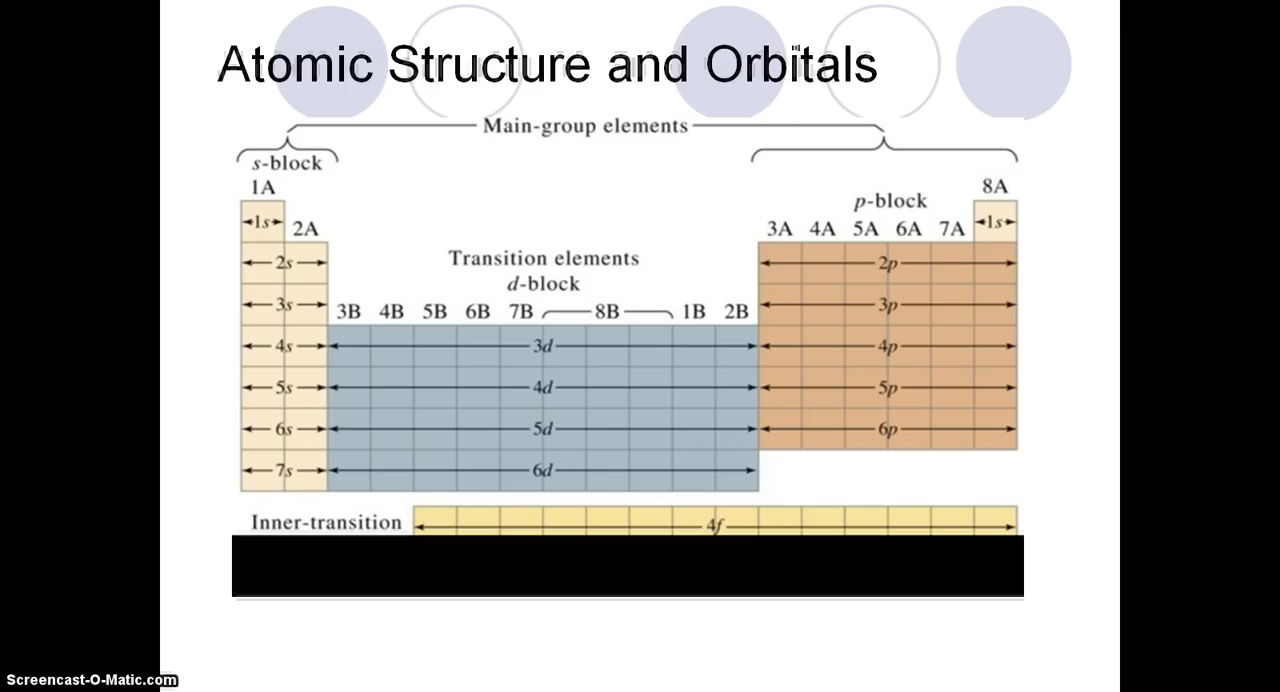 Atomic Structure and Orbitals
Main-group elements
s-block
1A 8A
p-block
1s 2A 3A 4A 5A 6A 7A 1s
2s Transition elements 2p
d-block
3s 3B 4B 5B 6B 7B 8B 1B 2B 3p
4s 3d 4p
5s 4d 5p
6s 5d 6p
7s 6d
Inner-transition 4f
Screencast-O-Matic.com